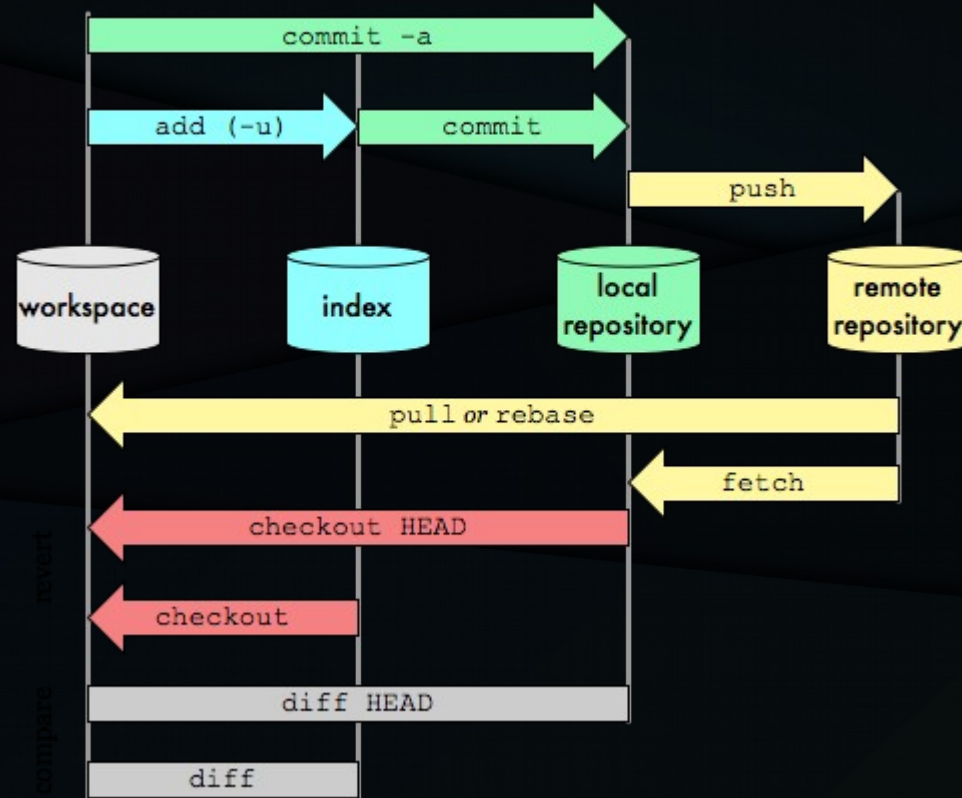 commit -a
add (-u)
commit
push
workspace
index
local
repository
remote
repository
pull or rebase
fetch
revert
checkout HEAD
checkout
compare
diff HEAD
diff